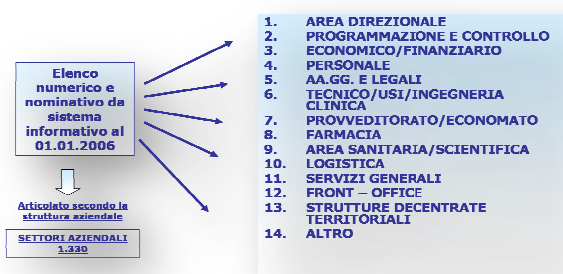 Elenco
numerico e
nominativo da
sistema
informativo al
01.01.2006
Articolato secondo la
struttura aziendale
SETTORI AZIENDALI
1.330
1. AREA DIREZIONALE
2. PROGRAMMAZIONE E CONTROLLO
3. ECONOMICO/FINANZIARIO
4. PERSONALE
5. AA.GG. E LEGALI
6. TECNICO/USI/INGEGNERIA
CLINICA
7. PROVVEDITORATO/ECONOMATO
8. FARMACIA
9. AREA SANITARIA/SCIENTIFICA
10. LOGISTICA
11. SERVIZI GENERALI
12. FRONT – OFFICE
13. STRUTTURE DECENTRATE
TERRITORIALI
14. ALTRO